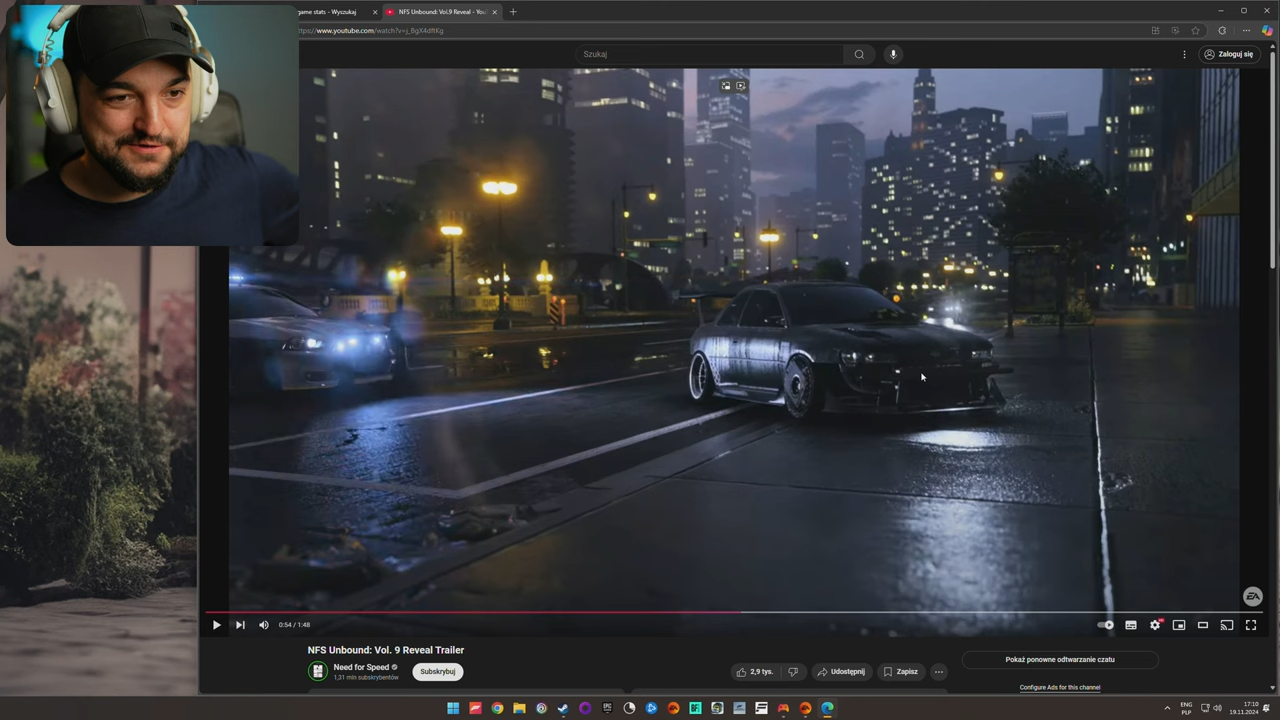 game stats - Wyszukaj
NFS Unbound: Vol.9 Reveal - You
https://www.youtube.com/watch?v=j_BgX4dftKg
Szukaj
Zaloguj się
EA
0:54 / 1:48
NFS Unbound: Vol. 9 Reveal Trailer
Need for Speed
1,31 mln subskrybentów
Subskrybuj
2,9 tys.
Udostępnij
Zapisz
Pokaż ponowne odtwarzanie czatu
Configure Ads for this channel
ENG
PLP
17:10
19.11.2024